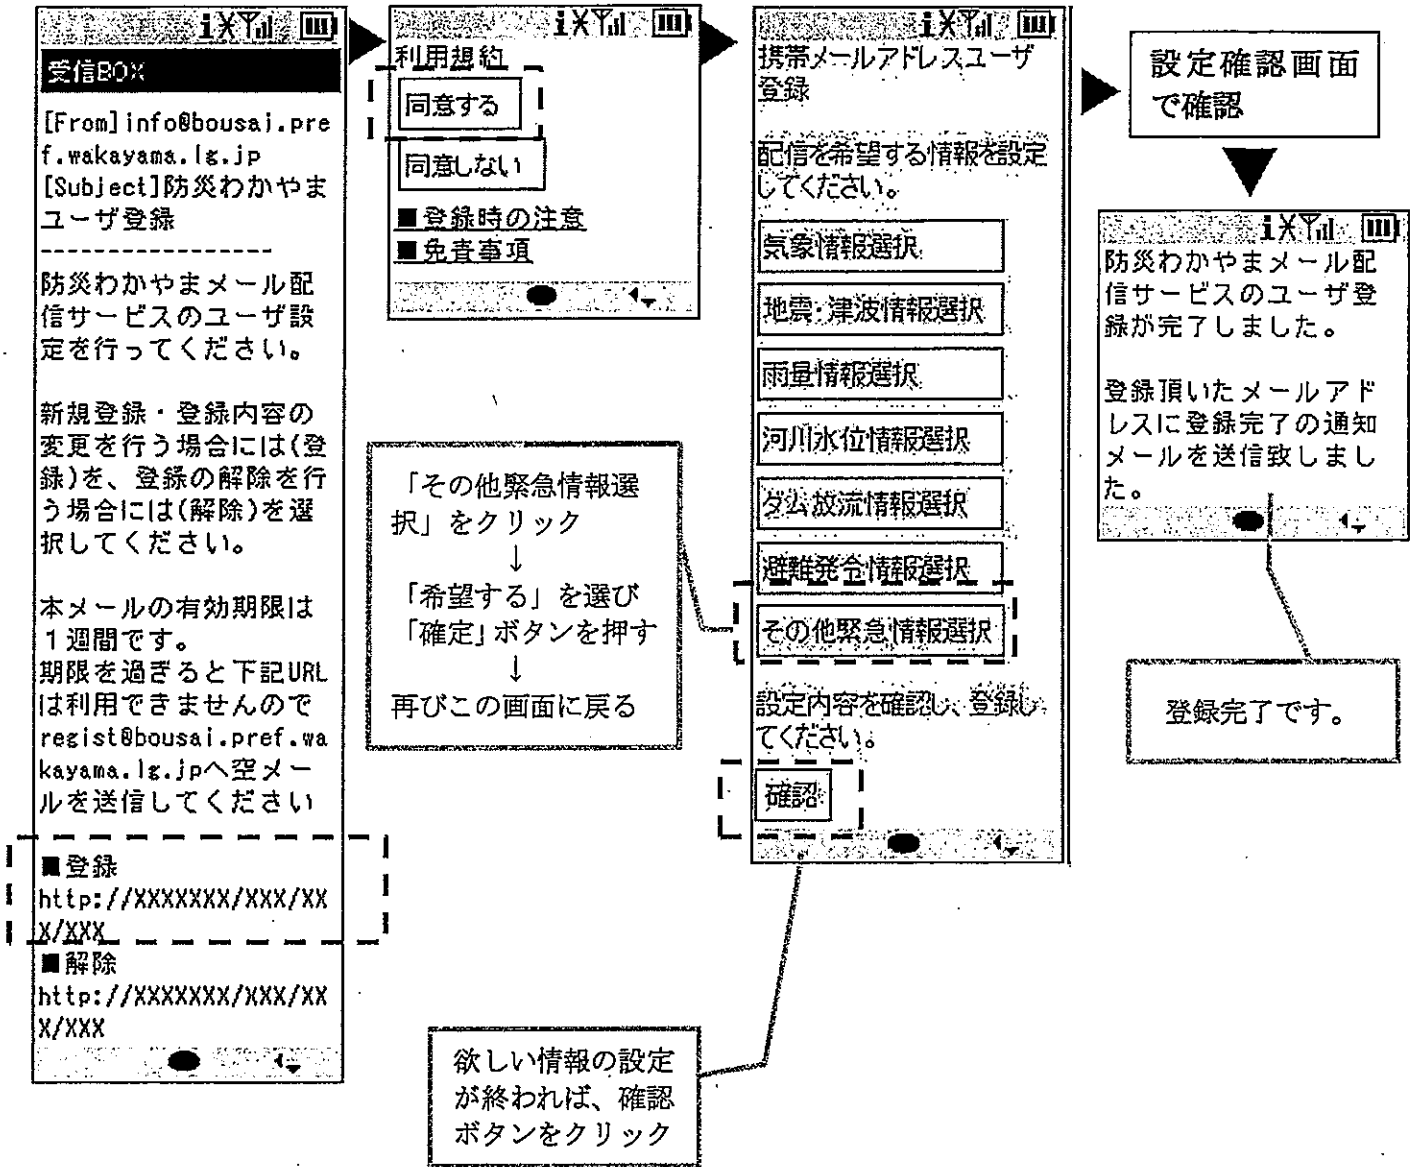 受信BOX
[From]info@bousai.pre
f.wakayama.lg.jp
[Subject]防災わかやま
ユーザ登録
------------------
防災わかやまメール配
信サービスのユーザ設
定を行ってください。
新規登録・登録内容の
変更を行う場合には(登
録)を、登録の解除を行
う場合には(解除)を選
択してください。
本メールの有効期限は
1週間です。
期限を過ぎると下記URL
は利用できませんので
regist@bousai.pref.wa
kayama.lg.jpへ空メー
ルを送信してください
■登録
http://XXXXXXX/XXX/XX
X/XXX
■解除
http://XXXXXXX/XXX/XX
X/XXX
利用規約
同意する
同意しない
■登録時の注意
■免責事項
「その他緊急情報選
択」をクリック
↓
「希望する」を選び
「確定」ボタンを押す
↓
再びこの画面に戻る
携帯メールアドレスユーザ
登録
配信を希望する情報を設定
してください。
気象情報選択
地震・津波情報選択
雨量情報選択
河川水位情報選択
ダム放流情報選択
避難発令情報選択
その他緊急情報選択
設定内容を確認し、登録し
てください。
確認
欲しい情報の設定
が終われば、確認
ボタンをクリック
設定確認画面
で確認
防災わかやまメール配
信サービスのユーザ登
録が完了しました。
登録頂いたメールアド
レスに登録完了の通知
メールを送信致しまし
た。
登録完了です。